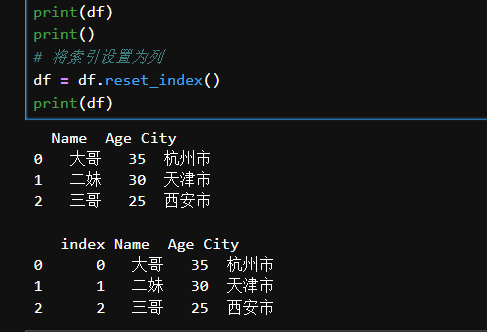 print(df)
print()
# 将索引设置为列
df = df.reset_index()
print(df)
Name Age City
0 大哥 35 杭州市
1 二妹 30 天津市
2 三哥 25 西安市
index Name Age City
0 0 大哥 35 杭州市
1 1 二妹 30 天津市
2 2 三哥 25 西安市